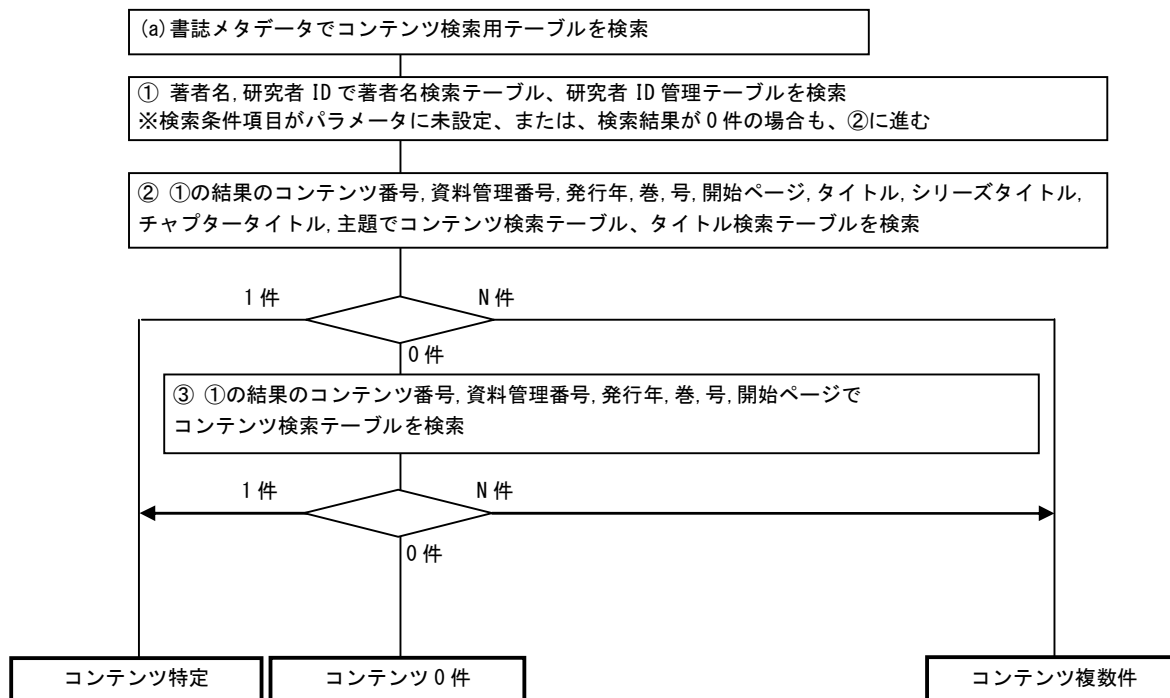 (a)書誌メタデータでコンテンツ検索用テーブルを検索
① 著者名,研究者 ID で著者名検索テーブル、研究者 ID 管理テーブルを検索
※検索条件項目がパラメータに未設定、または、検索結果が 0 件の場合も、②に進む
② ①の結果のコンテンツ番号,資料管理番号,発行年,巻,号,開始ページ,タイトル,シリーズタイトル,
チャプタータイトル,主題でコンテンツ検索テーブル、タイトル検索テーブルを検索
1 件
N 件
0 件
③ ①の結果のコンテンツ番号,資料管理番号,発行年,巻,号,開始ページで
コンテンツ検索テーブルを検索
1 件
N 件
0 件
コンテンツ特定
コンテンツ 0 件
コンテンツ複数件